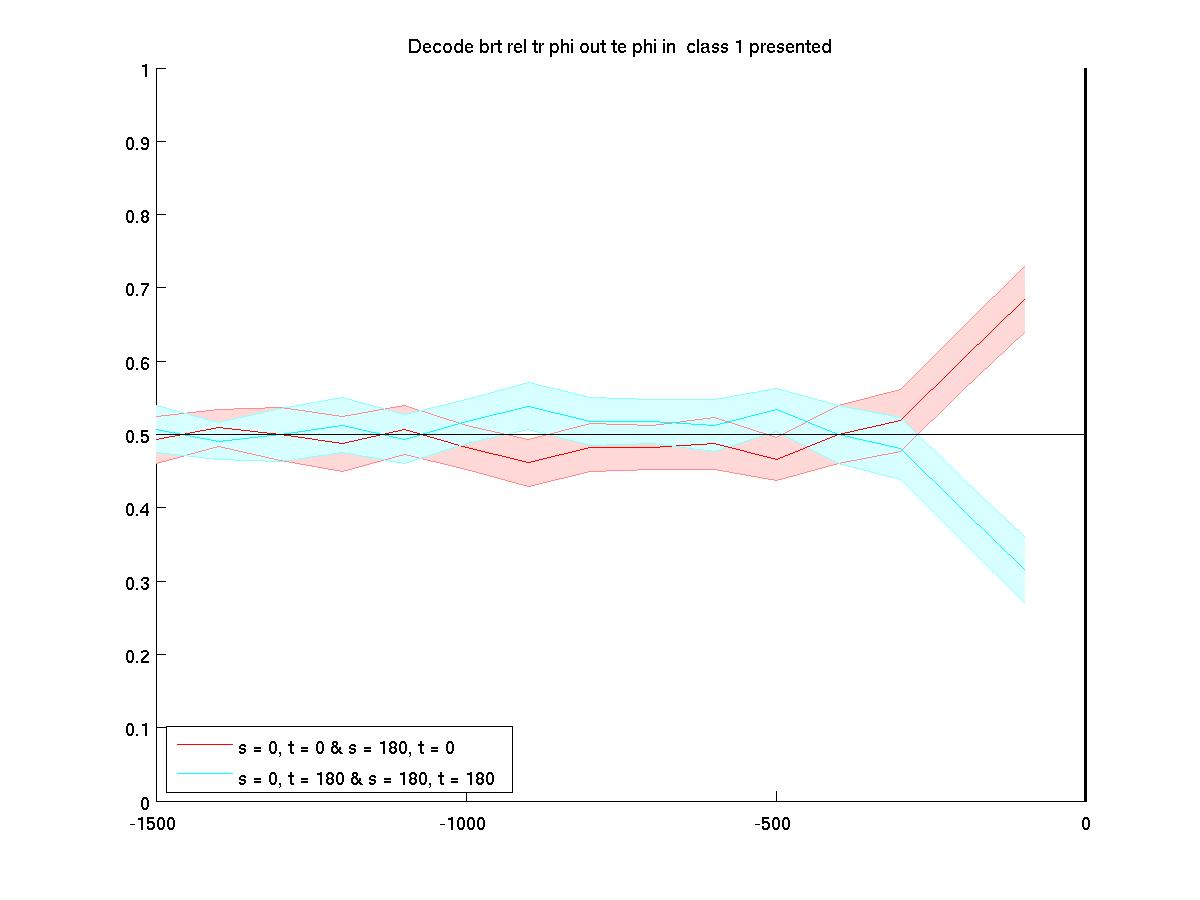 Decode brt rel tr phi out te phi in  class 1 presented
1
0.9
0.8
0.7
0.6
0.5
0.4
0.3
0.2
0.1
0
s = 0, t = 0 & s = 180, t = 0
s = 0, t = 180 & s = 180, t = 180
-1500 -1000 -500 0